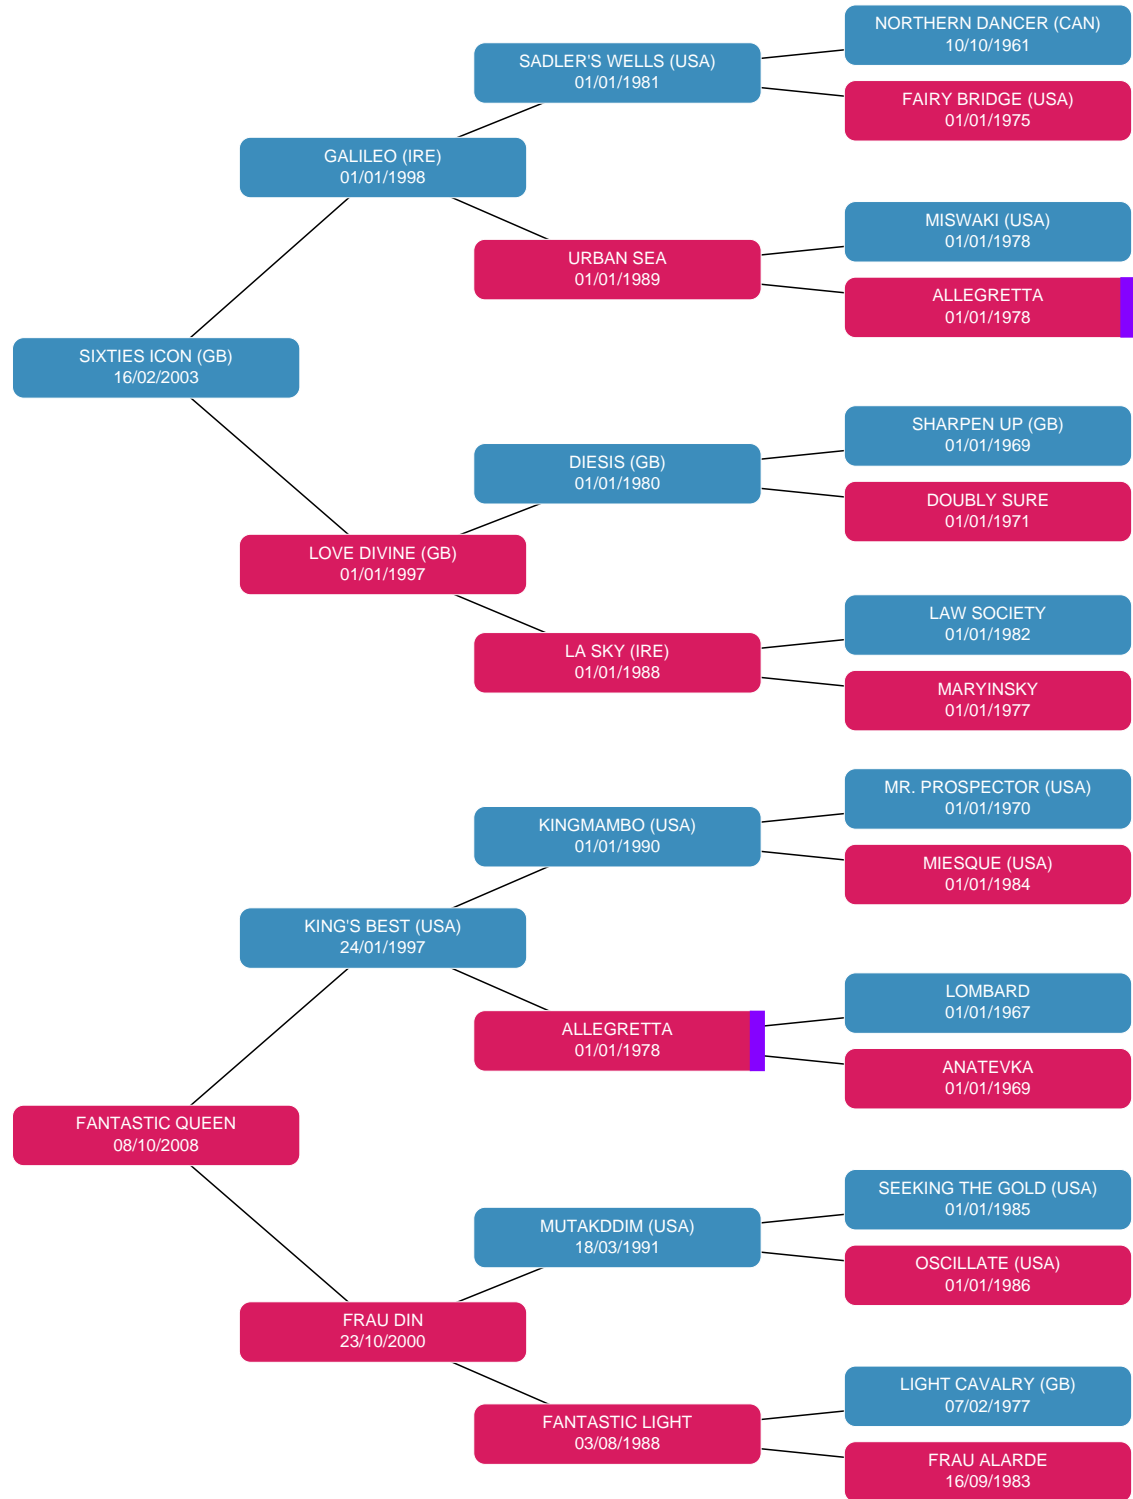 NORTHERN DANCER (CAN)
10/10/1961
SADLER'S WELLS (USA)
01/01/1981
FAIRY BRIDGE (USA)
01/01/1975
GALILEO (IRE)
01/01/1998
MISWAKI (USA)
01/01/1978
URBAN SEA
01/01/1989
ALLEGRETTA
01/01/1978
SIXTIES ICON (GB)
16/02/2003
SHARPEN UP (GB)
01/01/1969
DIESIS (GB)
01/01/1980
DOUBLY SURE
01/01/1971
LOVE DIVINE (GB)
01/01/1997
LAW SOCIETY
01/01/1982
LA SKY (IRE)
01/01/1988
MARYINSKY
01/01/1977
MR. PROSPECTOR (USA)
01/01/1970
KINGMAMBO (USA)
01/01/1990
MIESQUE (USA)
01/01/1984
KING'S BEST (USA)
24/01/1997
LOMBARD
01/01/1967
ALLEGRETTA
01/01/1978
ANATEVKA
01/01/1969
FANTASTIC QUEEN
08/10/2008
SEEKING THE GOLD (USA)
01/01/1985
MUTAKDDIM (USA)
18/03/1991
OSCILLATE (USA)
01/01/1986
FRAU DIN
23/10/2000
LIGHT CAVALRY (GB)
07/02/1977
FANTASTIC LIGHT
03/08/1988
FRAU ALARDE
16/09/1983